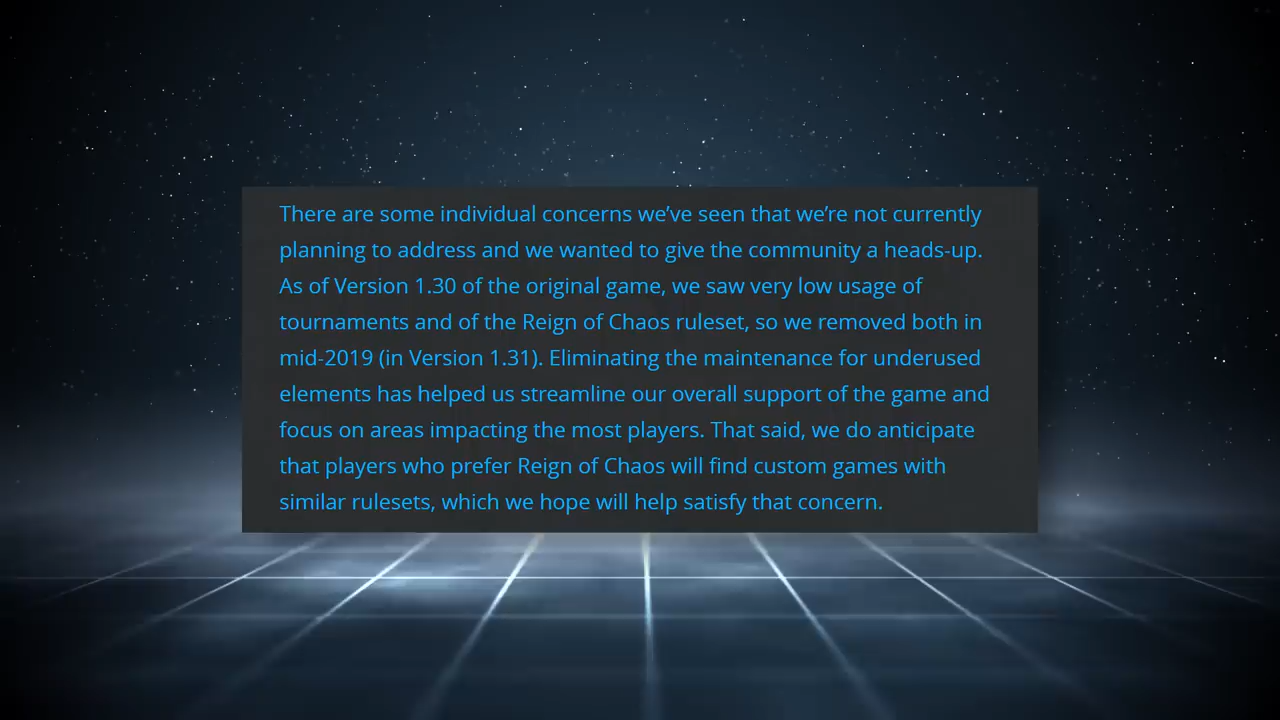 There are some individual concerns we’ve seen that we’re not currently
planning to address and we wanted to give the community a heads-up.
As of Version 1.30 of the original game, we saw very low usage of
tournaments and of the Reign of Chaos ruleset, so we removed both in
mid-2019 (in Version 1.31). Eliminating the maintenance for underused
elements has helped us streamline our overall support of the game and
focus on areas impacting the most players. That said, we do anticipate
that players who prefer Reign of Chaos will find custom games with
similar rulesets, which we hope will help satisfy that concern.